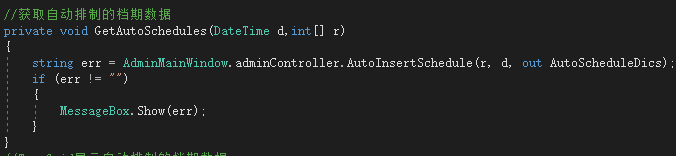 //获取自动排制的档期数据
private void GetAutoSchedules(DateTime d,int[] r)
{
string err = AdminMainWindow.adminController.AutoInsertSchedule(r, d, out AutoScheduleDics);
if (err != "")
{
MessageBox.Show(err);
}
}